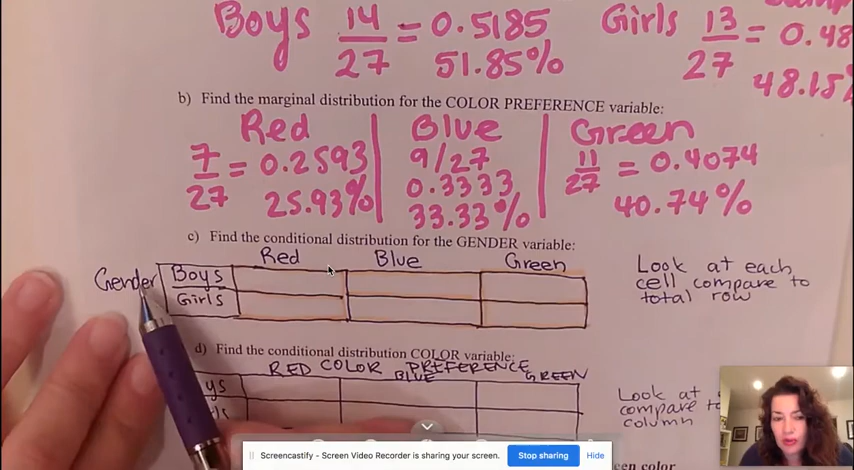 Boys 14/27 = 0.5185 Girls 13/27 = 0.48
51.85% 48.15%
b) Find the marginal distribution for the COLOR PREFERENCE variable:
Red Blue Green
7/27 = 0.2593 9/27 11/27 = 0.4074
25.93% 0.3333 40.74%
33.33%
c) Find the conditional distribution for the GENDER variable:
Red Blue Green
Gender Boys
Girls
Look at each
cell compare to
total row
d) Find the conditional distribution COLOR variable:
RED COLOR PREFERENCE
BLUE GREEN
Look at
compare to
column
Screencastify - Screen Video Recorder is sharing your screen. Stop sharing Hide
color